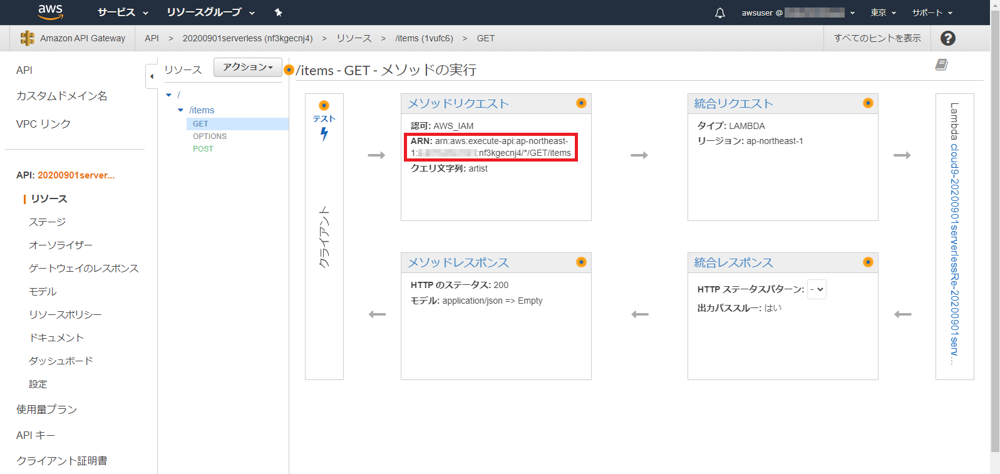 aws
サービス
リソースグループ
awsuser @
東京
サポート
Amazon API Gateway
API > 20200901serverless (nf3kgecnj4) > リソース > /items (1vufc6) > GET
すべてのヒントを表示
?
API
カスタムドメイン名
VPC リンク
API: 20200901server...
リソース
ステージ
オーソライザー
ゲートウェイのレスポンス
モデル
リソースポリシー
ドキュメント
ダッシュボード
設定
使用量プラン
API キー
クライアント証明書
リソース
アクション
/
/items
GET
OPTIONS
POST
/items - GET - メソッドの実行
テスト
クライアント
メソッドリクエスト
認可: AWS_IAM
ARN: arn:aws:execute-api:ap-northeast-
1: :nf3kgecnj4/*/GET/items
クエリ文字列: artist
統合リクエスト
タイプ: LAMBDA
リージョン: ap-northeast-1
Lambda cloud9-20200901serverlessRe-20200901serv...
メソッドレスポンス
HTTP のステータス: 200
モデル: application/json => Empty
統合レスポンス
HTTP ステータスパターン: -
出力パススルー: はい